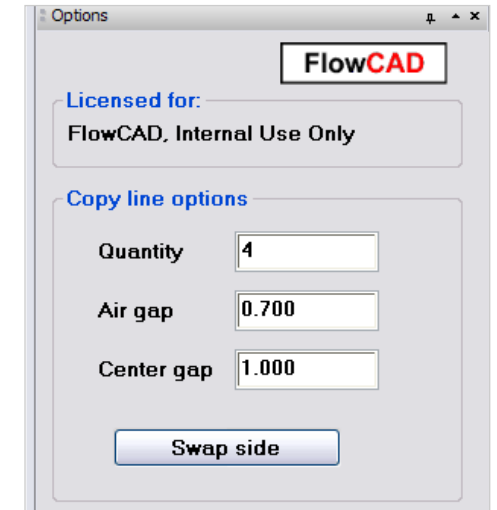 Options
FlowCAD
Licensed for:
FlowCAD, Internal Use Only
Copy line options
Quantity 4
Air gap 0.700
Center gap 1.000
Swap side